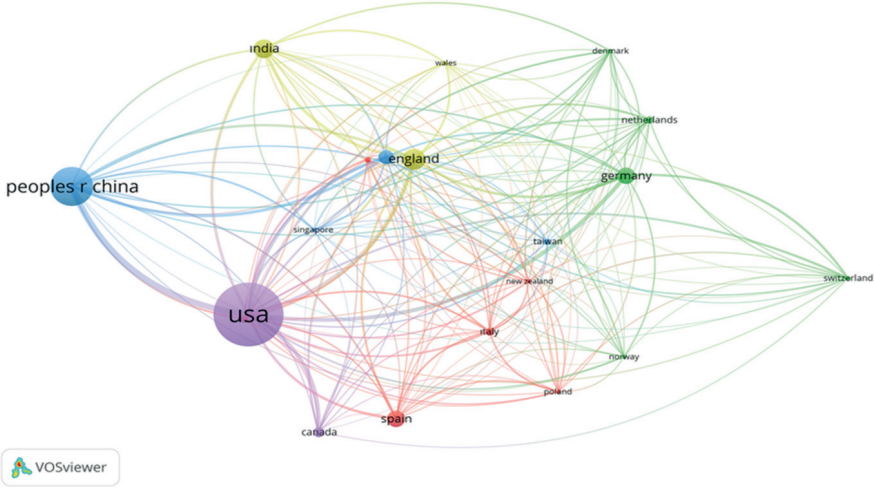 india
denmark
wales
netherlands
england
peoples r china
germany
singapore
taiwan
new zealand
switzerland
usa
italy
norway
poland
spain
canada
VOSviewer